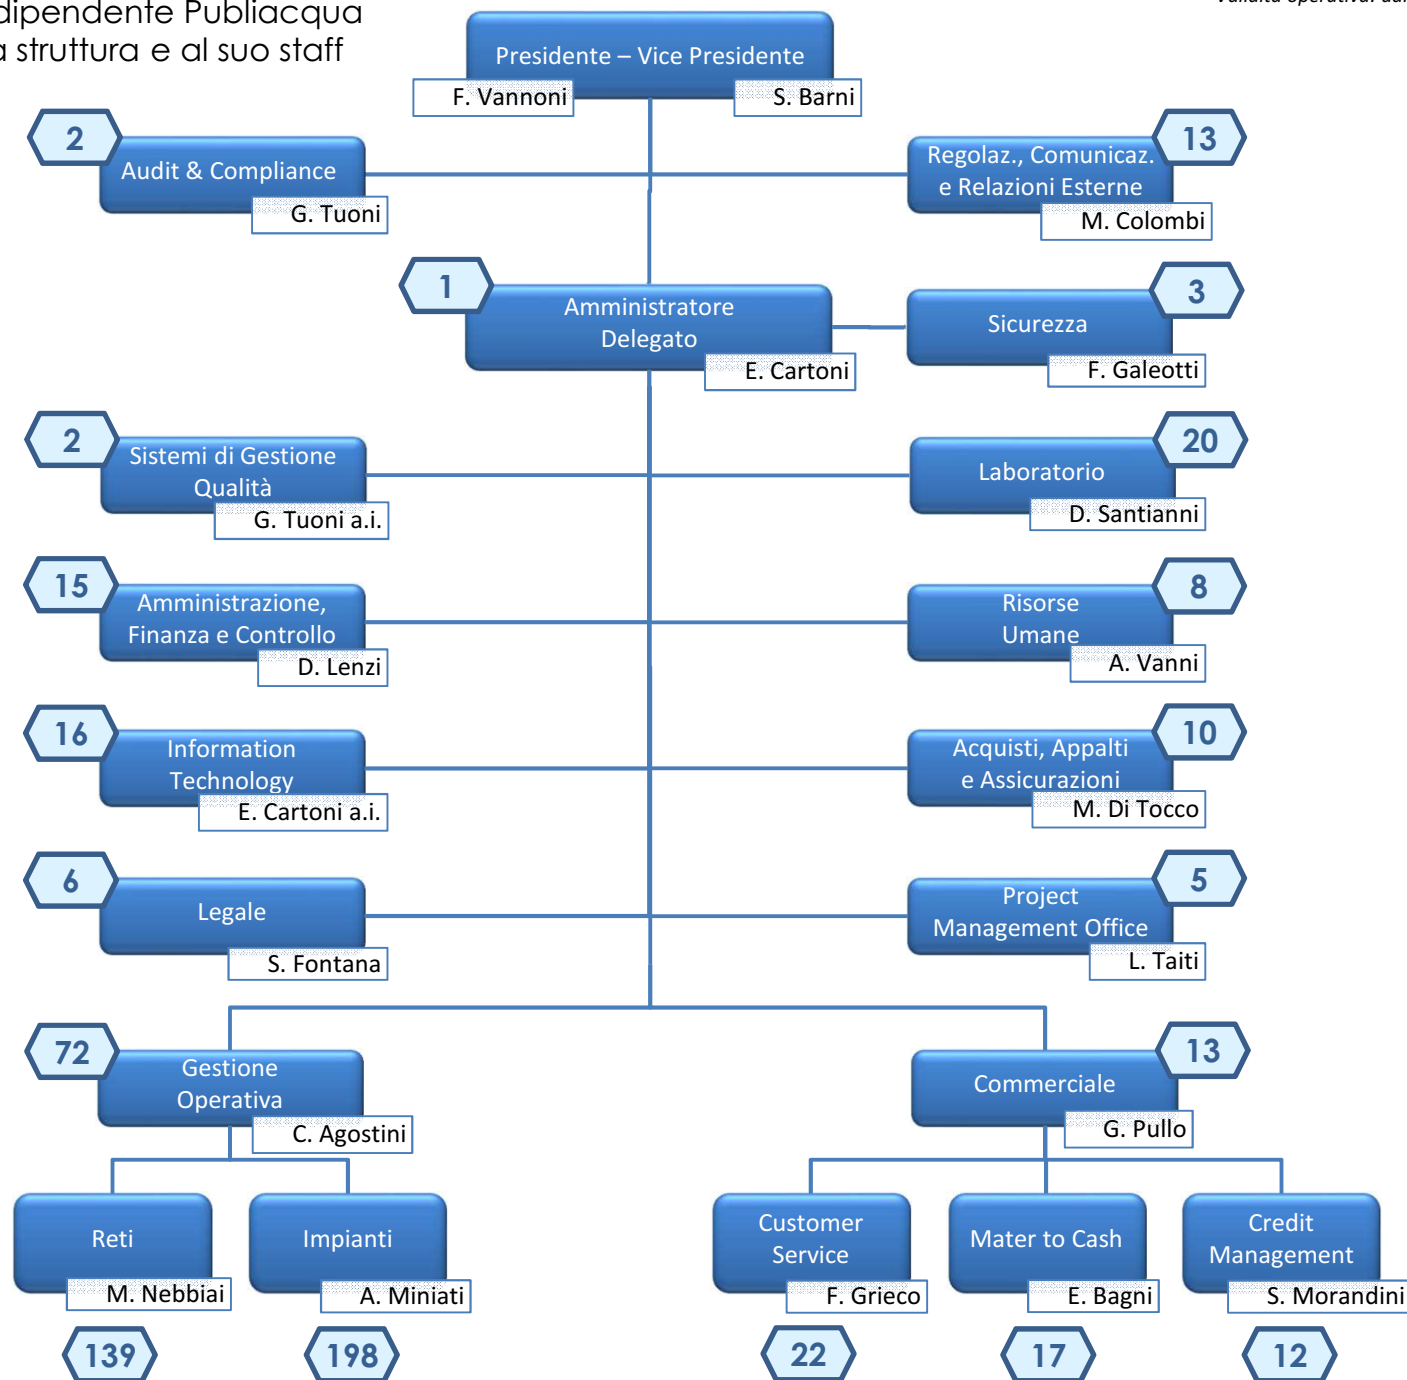 dipendente Publiacqua
a struttura e al suo staff
Presidente – Vice Presidente
F. Vannoni
S. Barni
2
Audit & Compliance
G. Tuoni
13
Regolaz., Comunicaz.
e Relazioni Esterne
M. Colombi
1
Amministratore
Delegato
E. Cartoni
3
Sicurezza
F. Galeotti
2
Sistemi di Gestione
Qualità
G. Tuoni a.i.
20
Laboratorio
D. Santianni
15
Amministrazione,
Finanza e Controllo
D. Lenzi
8
Risorse
Umane
A. Vanni
16
Information
Technology
E. Cartoni a.i.
10
Acquisti, Appalti
e Assicurazioni
M. Di Tocco
6
Legale
S. Fontana
5
Project
Management Office
L. Taiti
72
Gestione
Operativa
C. Agostini
13
Commerciale
G. Pullo
Reti
M. Nebbiai
139
Impianti
A. Miniati
198
Customer
Service
F. Grieco
22
Mater to Cash
E. Bagni
17
Credit
Management
S. Morandini
12